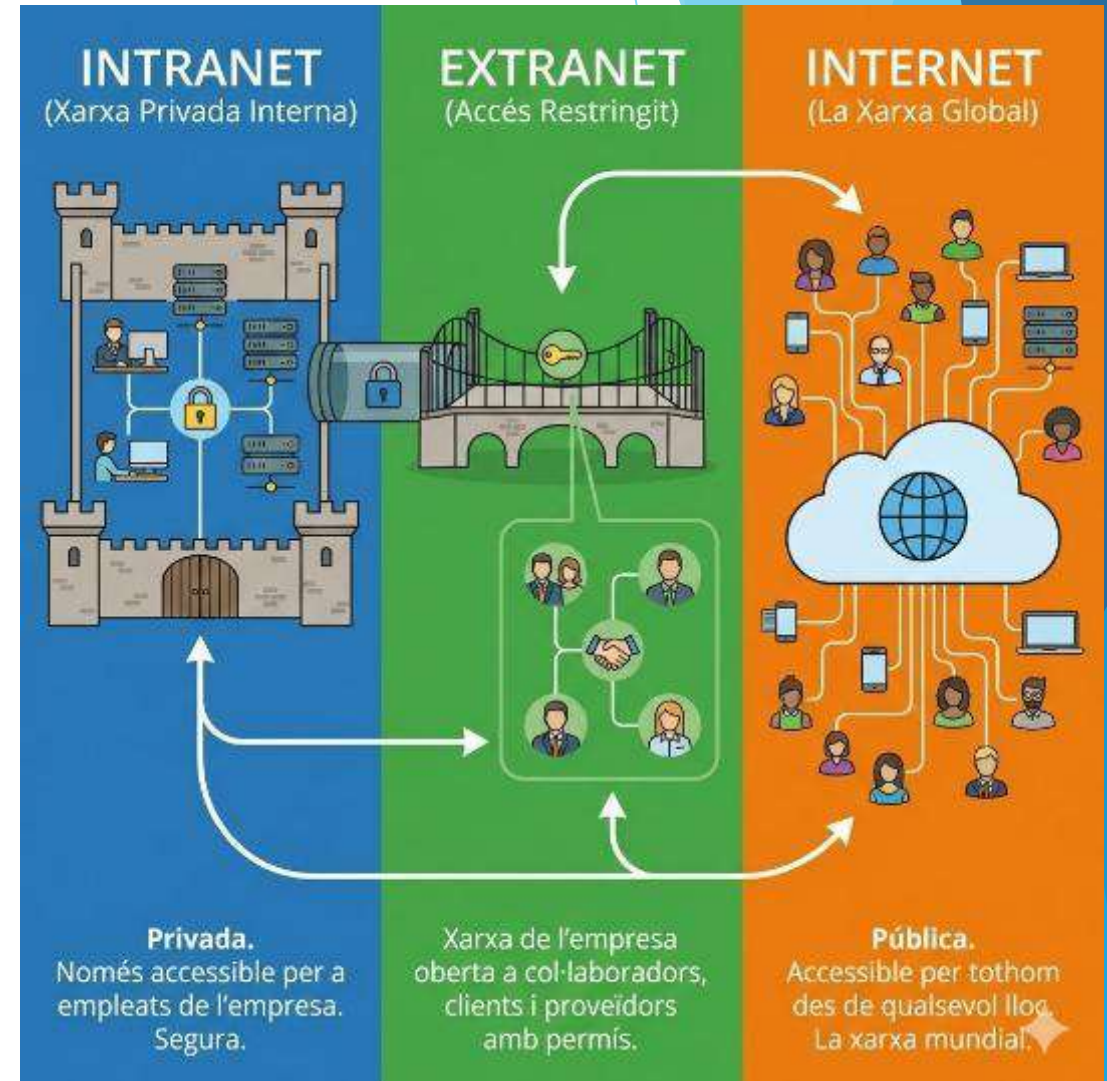 INTRANET
(Xarxa Privada Interna)
EXTRANET
(Accés Restringit)
INTERNET
(La Xarxa Global)
Privada.
Només accessible per a
empleats de l'empresa.
Segura.
Xarxa de l'empresa
oberta a col·laboradors,
clients i proveïdors
amb permís.
Pública.
Accessible per tothom
des de qualsevol lloc.
La xarxa mundial.